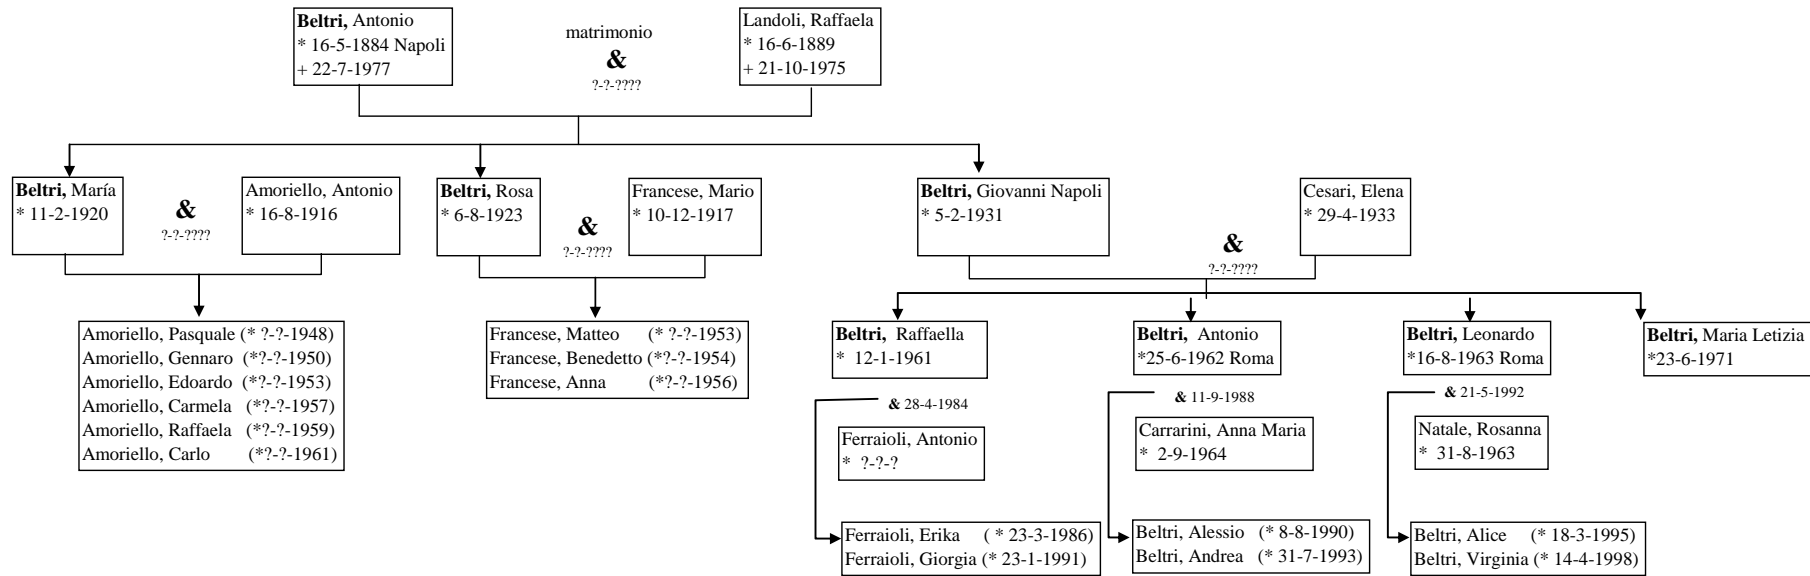 Beltri, Antonio
* 16-5-1884 Napoli
+ 22-7-1977
matrimonio
&
?-?-????
Landoli, Raffaela
* 16-6-1889
+ 21-10-1975
Beltri, María
* 11-2-1920
&
?-?-????
Amoriello, Antonio
* 16-8-1916
Beltri, Rosa
* 6-8-1923
&
?-?-????
Francese, Mario
* 10-12-1917
Beltri, Giovanni Napoli
* 5-2-1931
&
?-?-????
Cesari, Elena
* 29-4-1933
Amoriello, Pasquale (* ?-?-1948)
Amoriello, Gennaro (*?-?-1950)
Amoriello, Edoardo (*?-?-1953)
Amoriello, Carmela (*?-?-1957)
Amoriello, Raffaela (*?-?-1959)
Amoriello, Carlo (*?-?-1961)
Francese, Matteo (* ?-?-1953)
Francese, Benedetto (*?-?-1954)
Francese, Anna (*?-?-1956)
Beltri, Raffaella
* 12-1-1961
& 28-4-1984
Ferraioli, Antonio
* ?-?-?
Ferraioli, Erika ( * 23-3-1986)
Ferraioli, Giorgia (* 23-1-1991)
Beltri, Antonio
*25-6-1962 Roma
& 11-9-1988
Carrarini, Anna Maria
* 2-9-1964
Beltri, Alessio (* 8-8-1990)
Beltri, Andrea (* 31-7-1993)
Beltri, Leonardo
*16-8-1963 Roma
& 21-5-1992
Natale, Rosanna
* 31-8-1963
Beltri, Alice (* 18-3-1995)
Beltri, Virginia (* 14-4-1998)
Beltri, Maria Letizia
*23-6-1971